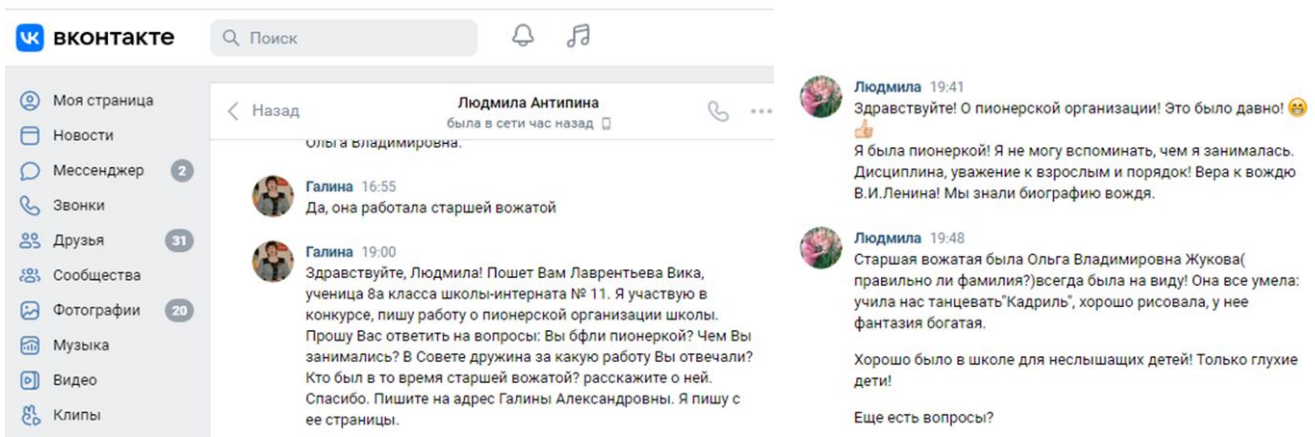 вконтакте
Поиск
Моя страница
Новости
Мессенджер 2
Звонки
Друзья 31
Сообщества
Фотографии 20
Музыка
Видео
Клипы
Назад
Людмила Антипина
была в сети час назад
Ольга Владимировна.
Галина 16:55
Да, она работала старшей вожатой
Галина 19:00
Здравствуйте, Людмила! Пошет Вам Лаврентьева Вика,
ученица 8а класса школы-интерната № 11. Я участвую в
конкурсе, пишу работу о пионерской организации школы.
Прошу Вас ответить на вопросы: Вы бфли пионеркой? Чем Вы
занимались? В Совете дружина за какую работу Вы отвечали?
Кто был в то время старшей вожатой? расскажите о ней.
Спасибо. Пишите на адрес Галины Александровны. Я пишу с
ее страницы.
Людмила 19:41
Здравствуйте! О пионерской организации! Это было давно! 😁
👍🏻
Я была пионеркой! Я не могу вспоминать, чем я занималась.
Дисциплина, уважение к взрослым и порядок! Вера к вождю
В.И.Ленина! Мы знали биографию вождя.
Людмила 19:48
Старшая вожатая была Ольга Владимировна Жукова(
правильно ли фамилия?)всегда была на виду! Она все умела:
учила нас танцевать"Кадриль", хорошо рисовала, у нее
фантазия богатая.
Хорошо было в школе для неслышащих детей! Только глухие
дети!
Еще есть вопросы?